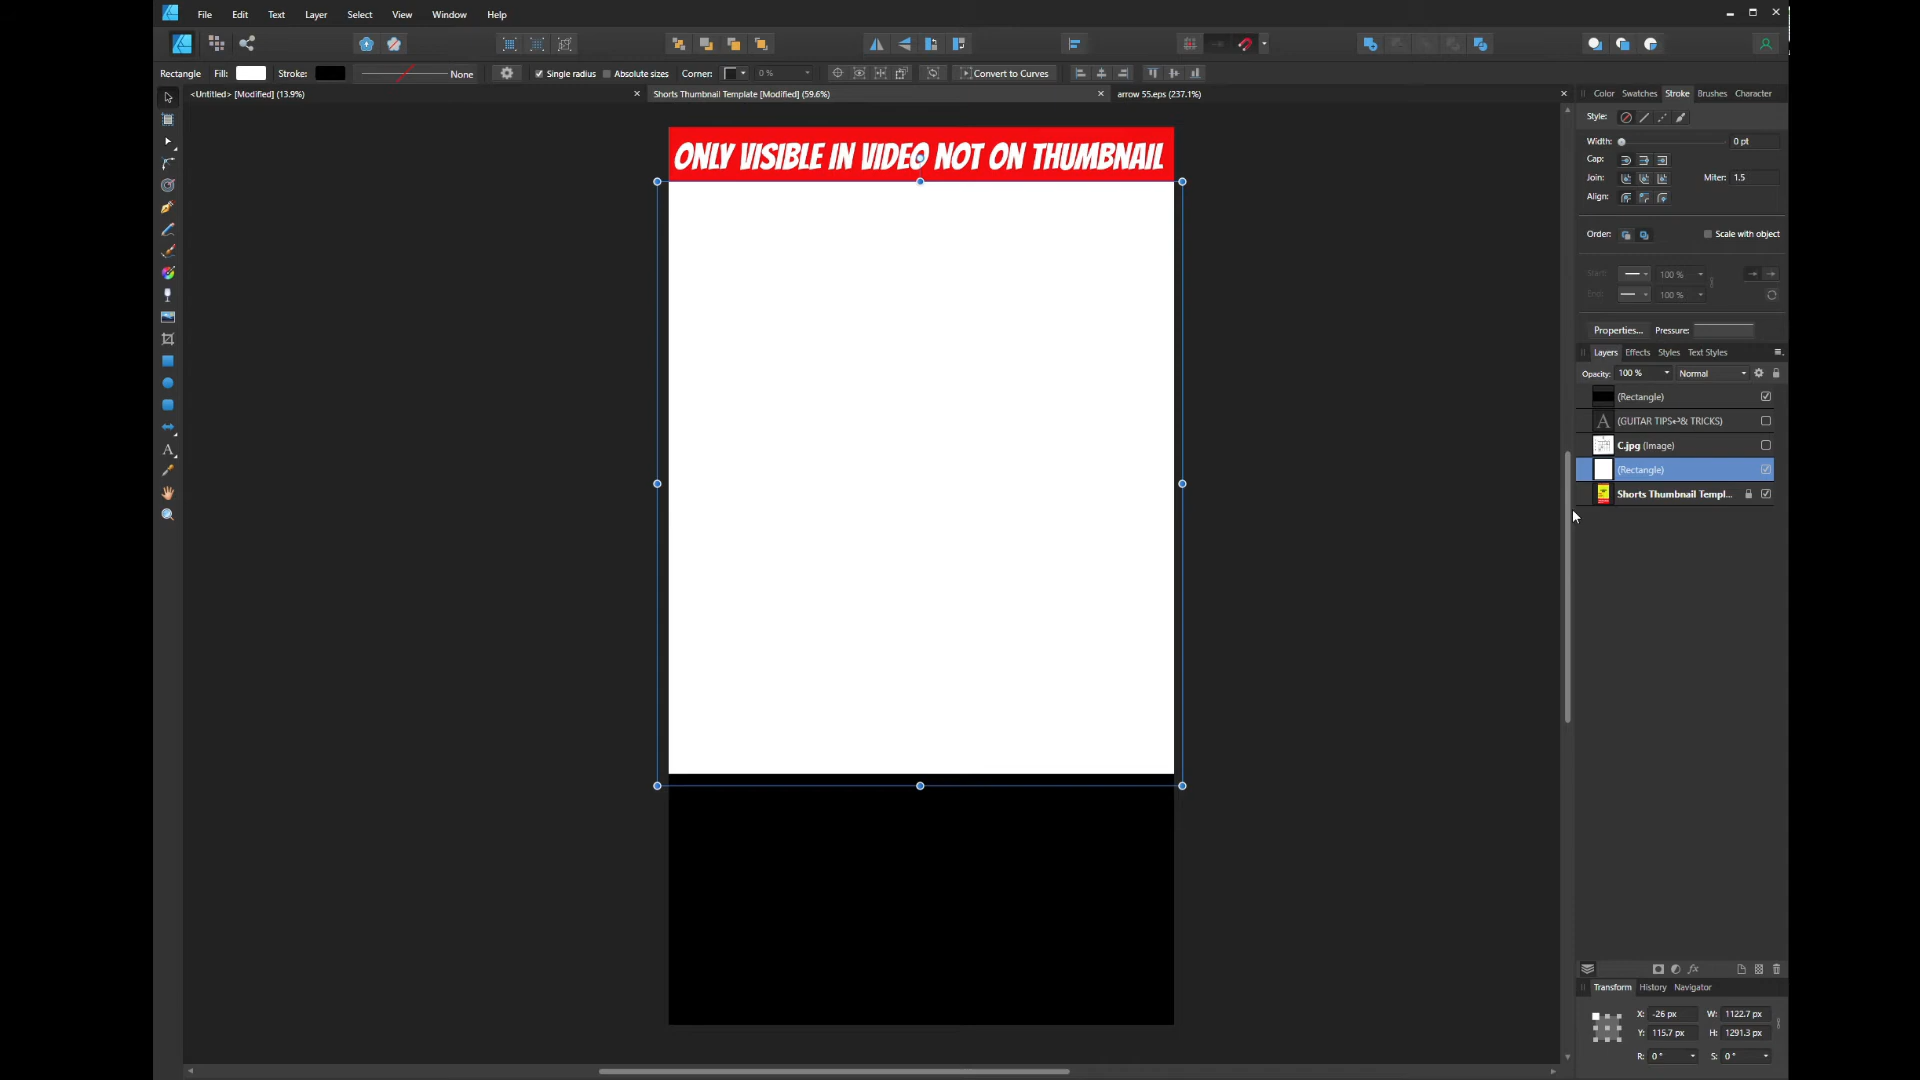 File Edit Text Layer Select View Window Help
Rectangle Fill: Stroke: None Single radius Absolute sizes Corner: 0 % Convert to Curves
<Untitled> [Modified] (13.9%) Shorts Thumbnail Template [Modified] (59.6%) arrow 55.eps (237.1%)
ONLY VISIBLE IN VIDEO NOT ON THUMBNAIL
Color Swatches Stroke Brushes Character
Style:
Width: 0 pt
Cap:
Join: Miter: 1.5
Align:
Order: Scale with object
Start: 100 %
End: 100 %
Properties... Pressure:
Layers Effects Styles Text Styles
Opacity: 100 % Normal
(Rectangle)
A (GUITAR TIPS↵& TRICKS)
C.jpg (Image)
(Rectangle)
Shorts Thumbnail Templ...
Transform History Navigator
X: -26 px W: 1122.7 px
Y: 115.7 px H: 1291.3 px
R: 0 ° S: 0 °